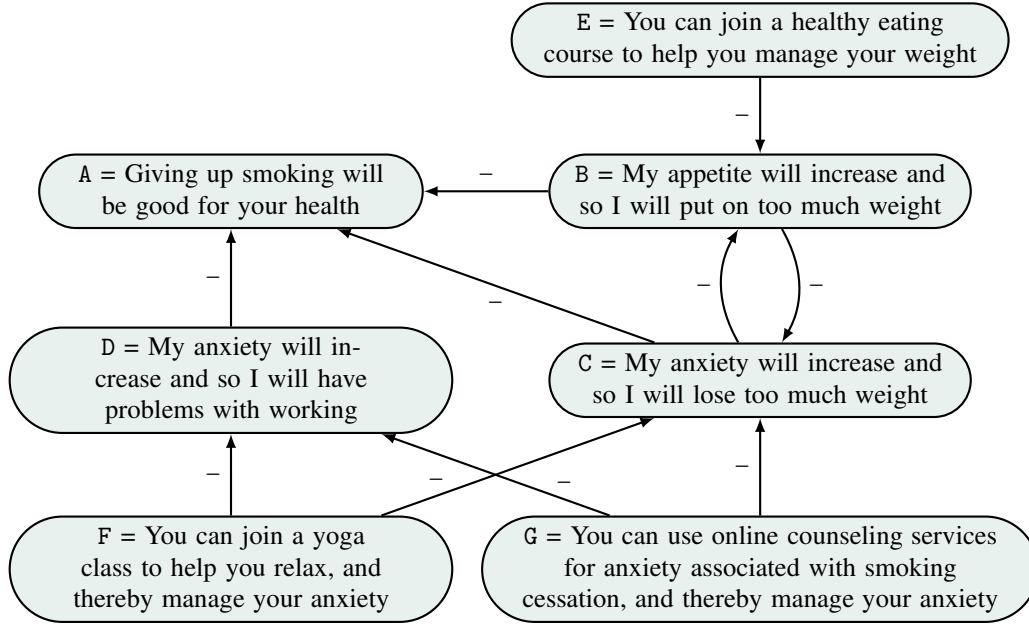 E = You can join a healthy eating
course to help you manage your weight
–
A = Giving up smoking will
be good for your health
–
B = My appetite will increase and
so I will put on too much weight
–
–
–
–
D = My anxiety will in-
crease and so I will have
problems with working
C = My anxiety will increase and
so I will lose too much weight
–
–
–
–
F = You can join a yoga
class to help you relax, and
thereby manage your anxiety
G = You can use online counseling services
for anxiety associated with smoking
cessation, and thereby manage your anxiety